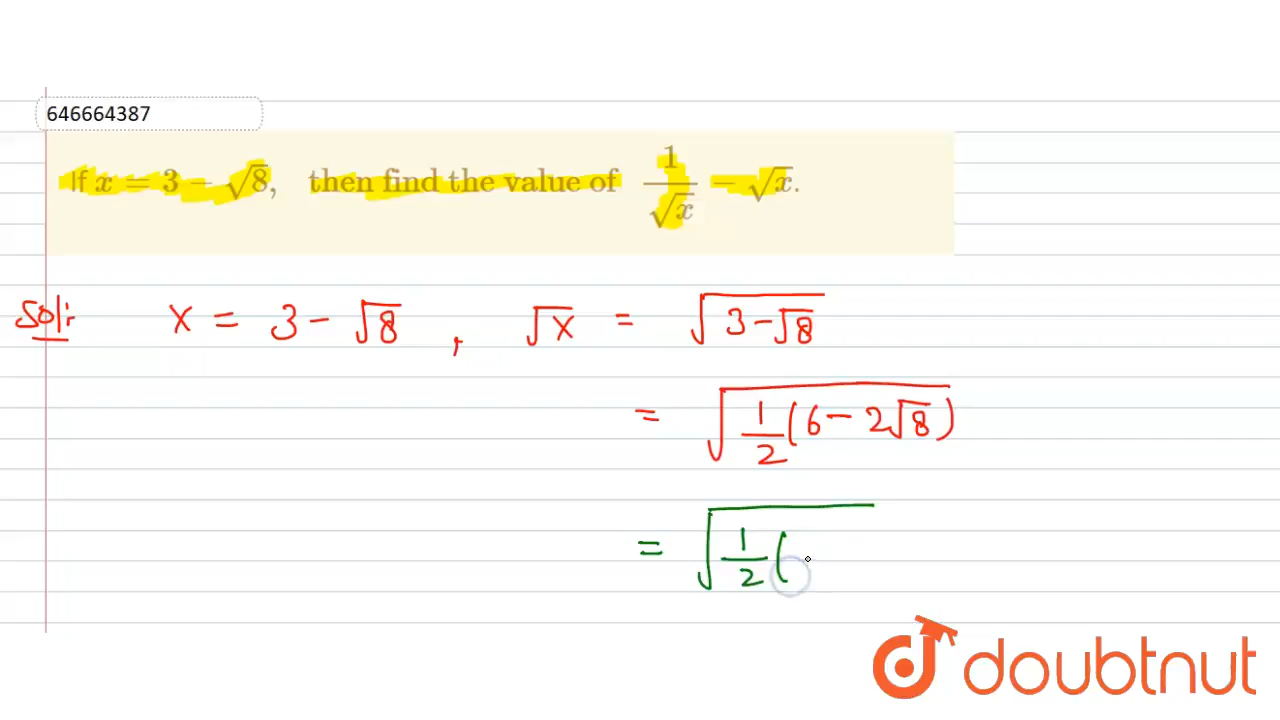 646664387
If x = 3 − √8, then find the value of 1/√x − √x.
Sol: x = 3 − √8 , √x = √(3 − √8)
= √(1/2 (6 − 2√8))
= √(1/2 (
doubtnut